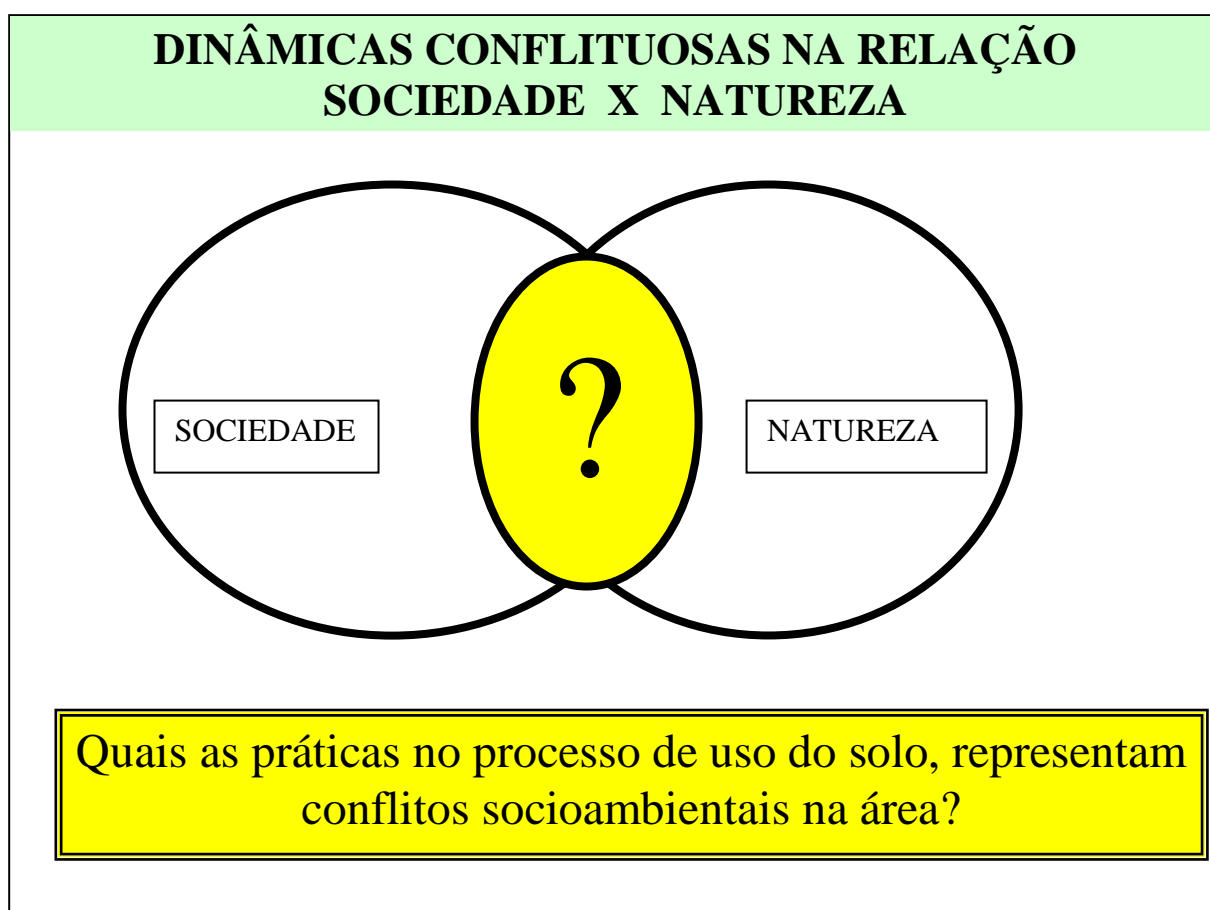 DINÂMICAS CONFLITUOSAS NA RELAÇÃO
SOCIEDADE X NATUREZA
?
SOCIEDADE
NATUREZA
Quais as práticas no processo de uso do solo, representam
conflitos socioambientais na área?